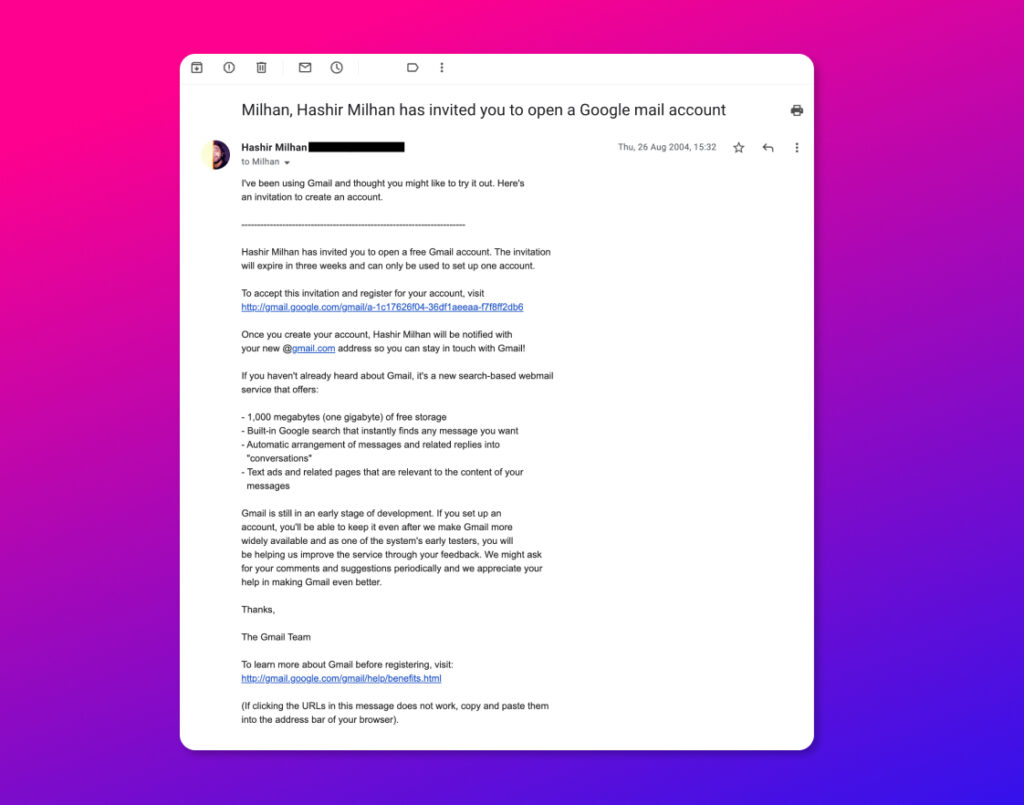 Milhan, Hashir Milhan has invited you to open a Google mail account
Hashir Milhan
Thu, 26 Aug 2004, 15:32
to Milhan
I've been using Gmail and thought you might like to try it out. Here's
an invitation to create an account.
-----------------------------------------------------------------------
Hashir Milhan has invited you to open a free Gmail account. The invitation
will expire in three weeks and can only be used to set up one account.
To accept this invitation and register for your account, visit
http://gmail.google.com/gmail/a-1c17626f04-36df1aeeaa-f7f8ff2db6
Once you create your account, Hashir Milhan will be notified with
your new @gmail.com address so you can stay in touch with Gmail!
If you haven't already heard about Gmail, it's a new search-based webmail
service that offers:
- 1,000 megabytes (one gigabyte) of free storage
- Built-in Google search that instantly finds any message you want
- Automatic arrangement of messages and related replies into
"conversations"
- Text ads and related pages that are relevant to the content of your
messages
Gmail is still in an early stage of development. If you set up an
account, you'll be able to keep it even after we make Gmail more
widely available and as one of the system's early testers, you will
be helping us improve the service through your feedback. We might ask
for your comments and suggestions periodically and we appreciate your
help in making Gmail even better.
Thanks,
The Gmail Team
To learn more about Gmail before registering, visit:
http://gmail.google.com/gmail/help/benefits.html
(If clicking the URLs in this message does not work, copy and paste them
into the address bar of your browser).